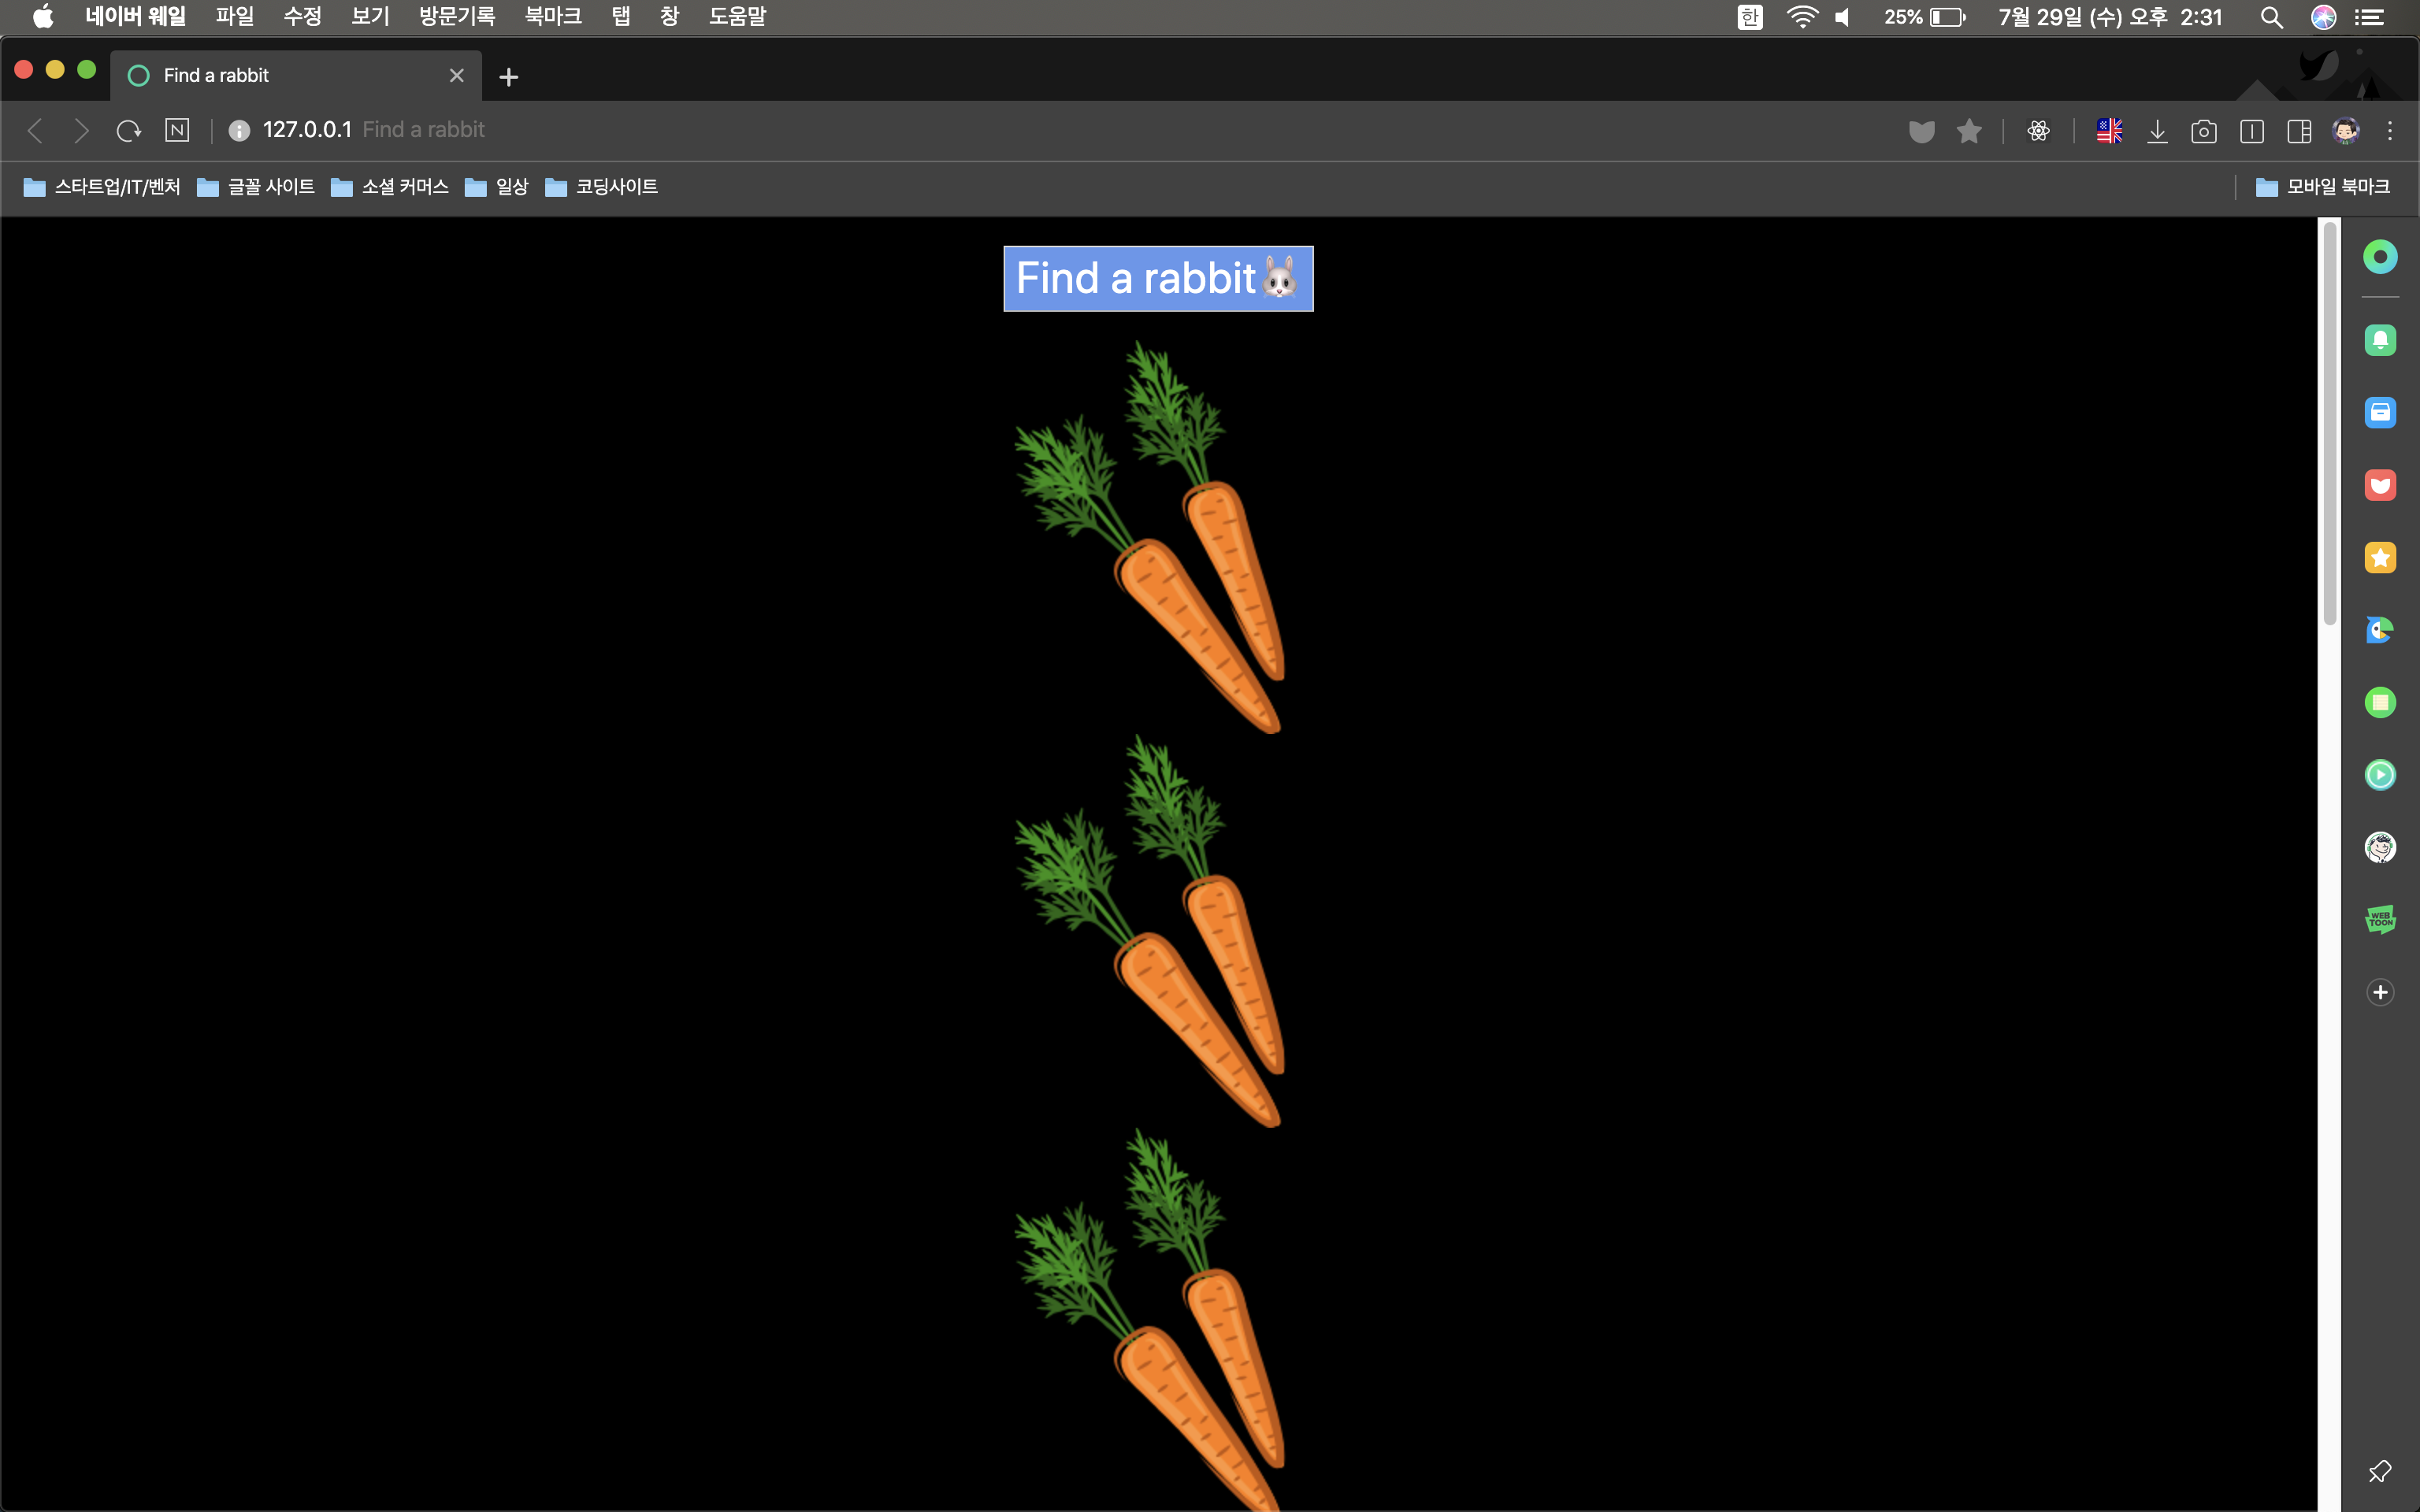 네이버 웨일 파일 수정 보기 방문기록 북마크 탭 창 도움말 한 25% 7월 29일 (수) 오후 2:31
Find a rabbit
N 127.0.0.1 Find a rabbit
스타트업/IT/벤처 글꼴 사이트 소셜 커머스 일상 코딩사이트 모바일 북마크
Find a rabbit🐰
WEB
TOON